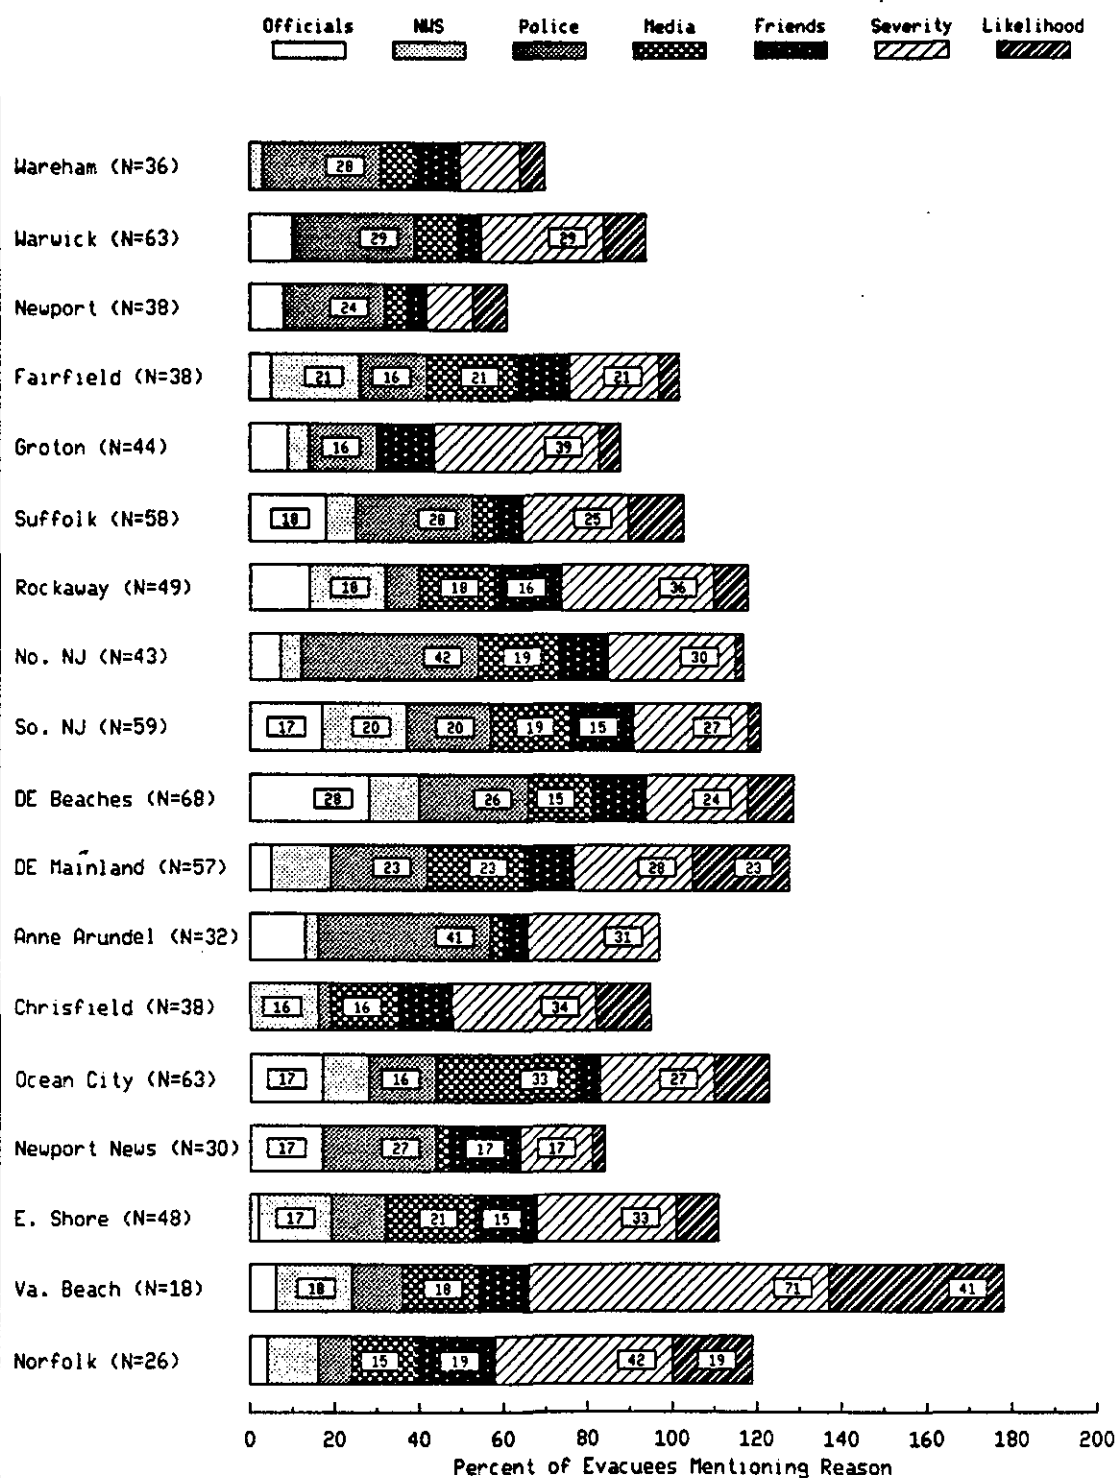 Officials NWS Police Media Friends Severity Likelihood
Wareham (N=36) 28
Warwick (N=63) 29 29
Newport (N=38) 24
Fairfield (N=38) 21 16 21 21
Groton (N=44) 16 39
Suffolk (N=58) 18 28 25
Rockaway (N=49) 18 18 16 36
No. NJ (N=43) 42 19 30
So. NJ (N=59) 17 20 20 19 15 27
DE Beaches (N=68) 28 26 15 24
DE Mainland (N=57) 23 23 28 23
Anne Arundel (N=32) 41 31
Chrisfield (N=38) 16 16 34
Ocean City (N=63) 17 16 33 27
Newport News (N=30) 17 27 17 17
E. Shore (N=48) 17 21 15 33
Va. Beach (N=18) 18 18 71 41
Norfolk (N=26) 15 19 42 19
0 20 40 60 80 100 120 140 160 180 200
Percent of Evacuees Mentioning Reason